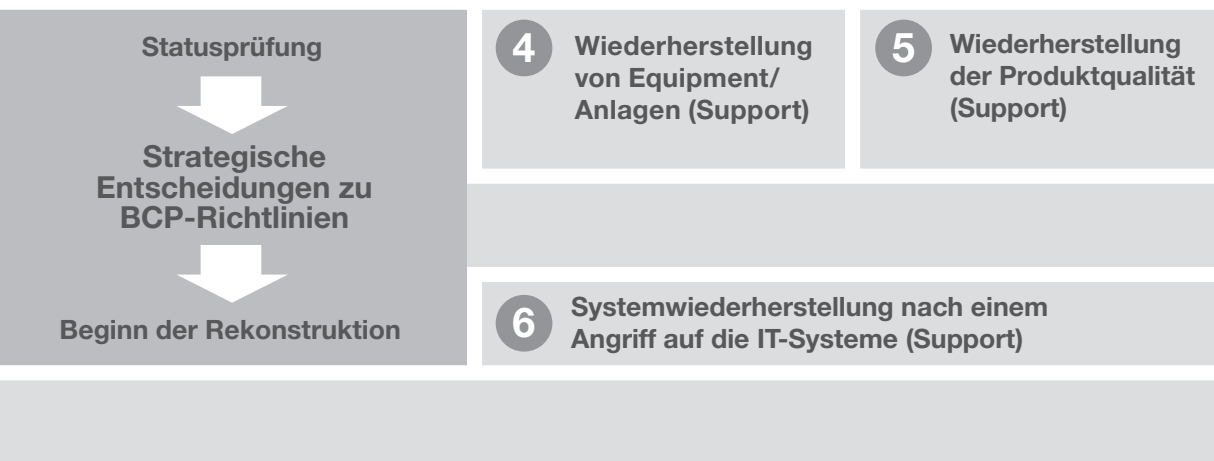 Statusprüfung
Strategische
Entscheidungen zu
BCP-Richtlinien
Beginn der Rekonstruktion
4
Wiederherstellung
von Equipment/
Anlagen (Support)
5
Wiederherstellung
der Produktqualität
(Support)
6
Systemwiederherstellung nach einem
Angriff auf die IT-Systeme (Support)